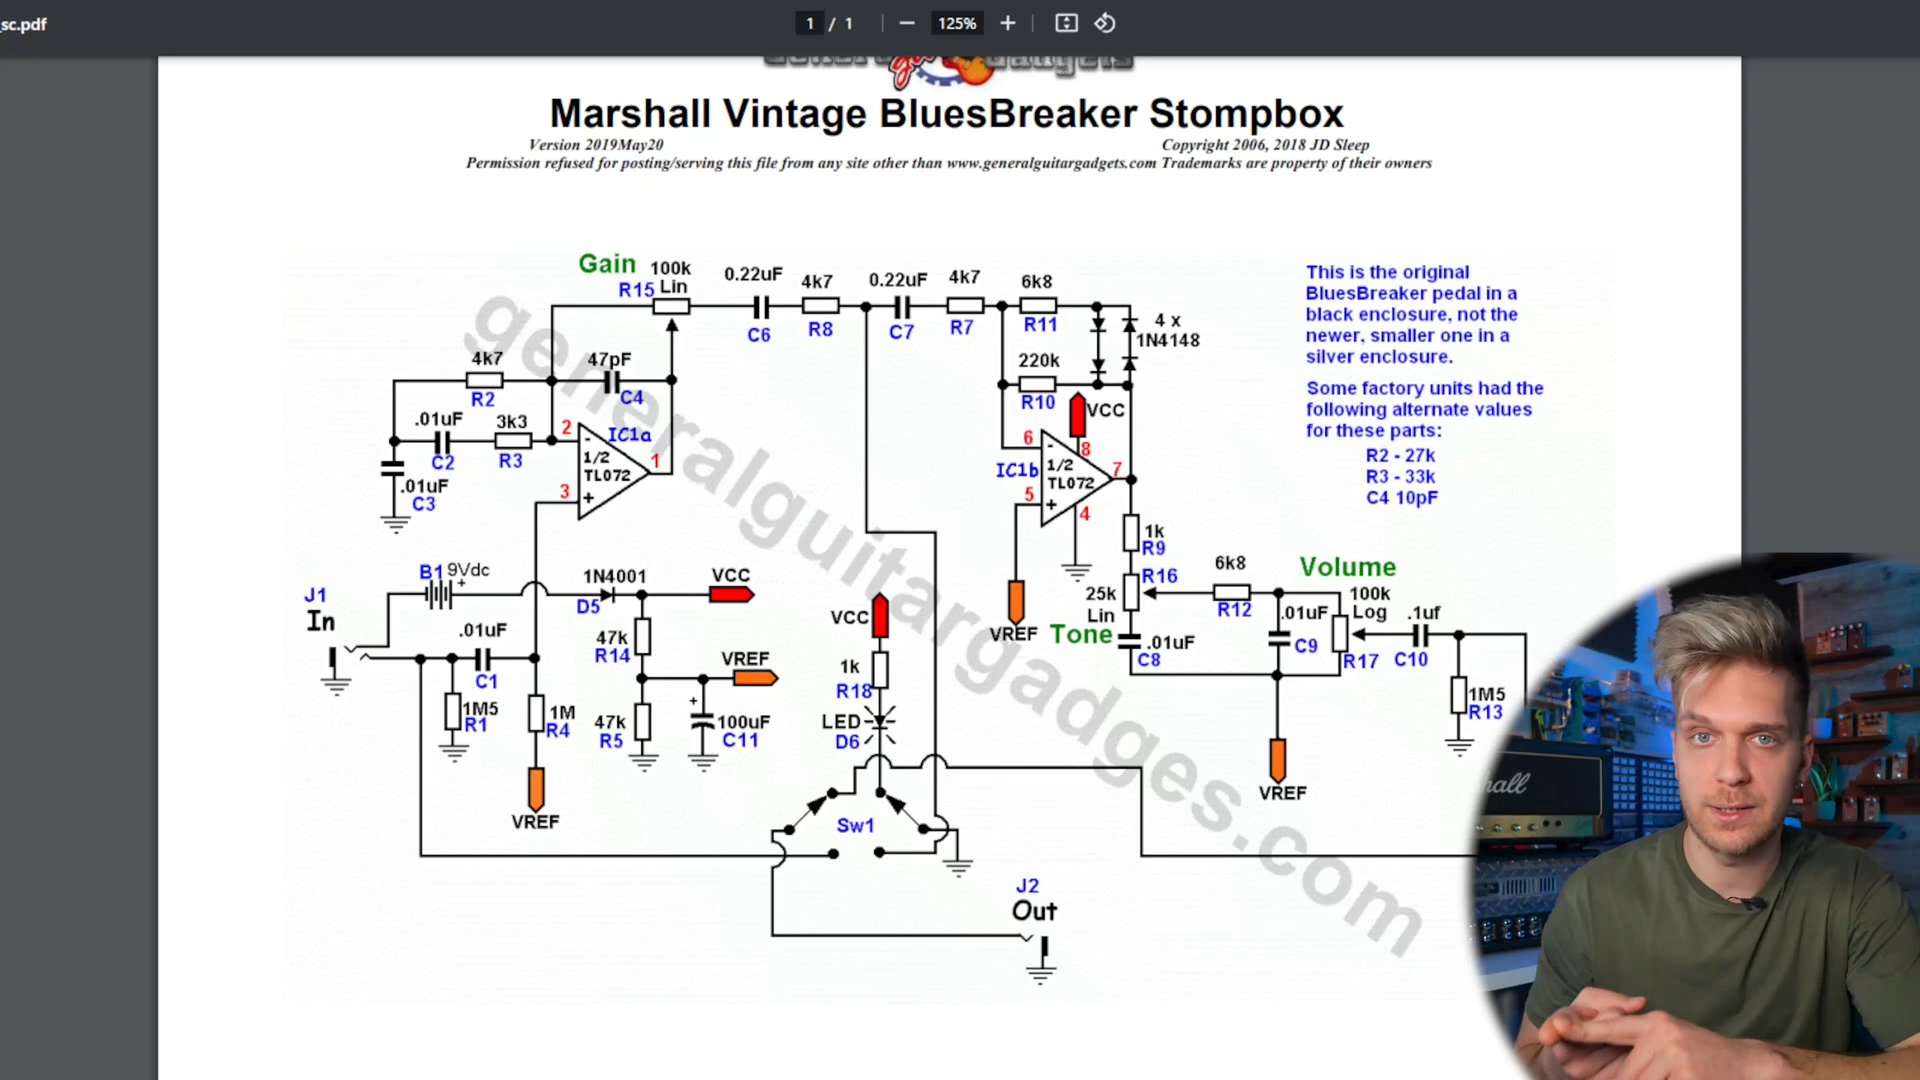 sc.pdf
1 / 1
125%
Marshall Vintage BluesBreaker Stompbox
Version 2019May20
Copyright 2006, 2018 JD Sleep
Permission refused for posting/serving this file from any site other than www.generalguitargadgets.com Trademarks are property of their owners
generalguitargadgets.com
Gain
100k
Lin
R15
0.22uF
C6
4k7
R8
0.22uF
C7
4k7
R7
6k8
R11
4 x
1N4148
220k
R10
This is the original
BluesBreaker pedal in a
black enclosure, not the
newer, smaller one in a
silver enclosure.
Some factory units had the
following alternate values
for these parts:
R2 - 27k
R3 - 33k
C4 10pF
4k7
R2
47pF
C4
.01uF
C2
3k3
R3
.01uF
C3
2
-
IC1a
1/2
TL072
1
3
+
VCC
6
-
8
IC1b
1/2
TL072
7
5
+
4
VREF
1k
R9
R16
25k
Lin
Tone
.01uF
C8
6k8
R12
.01uF
C9
Volume
100k
Log
R17
.1uf
C10
1M5
R13
VREF
J1
In
B1
9Vdc
+
1N4001
D5
VCC
.01uF
C1
1M5
R1
1M
R4
VREF
47k
R14
VREF
47k
R5
+
100uF
C11
VCC
1k
R18
LED
D6
Sw1
J2
Out